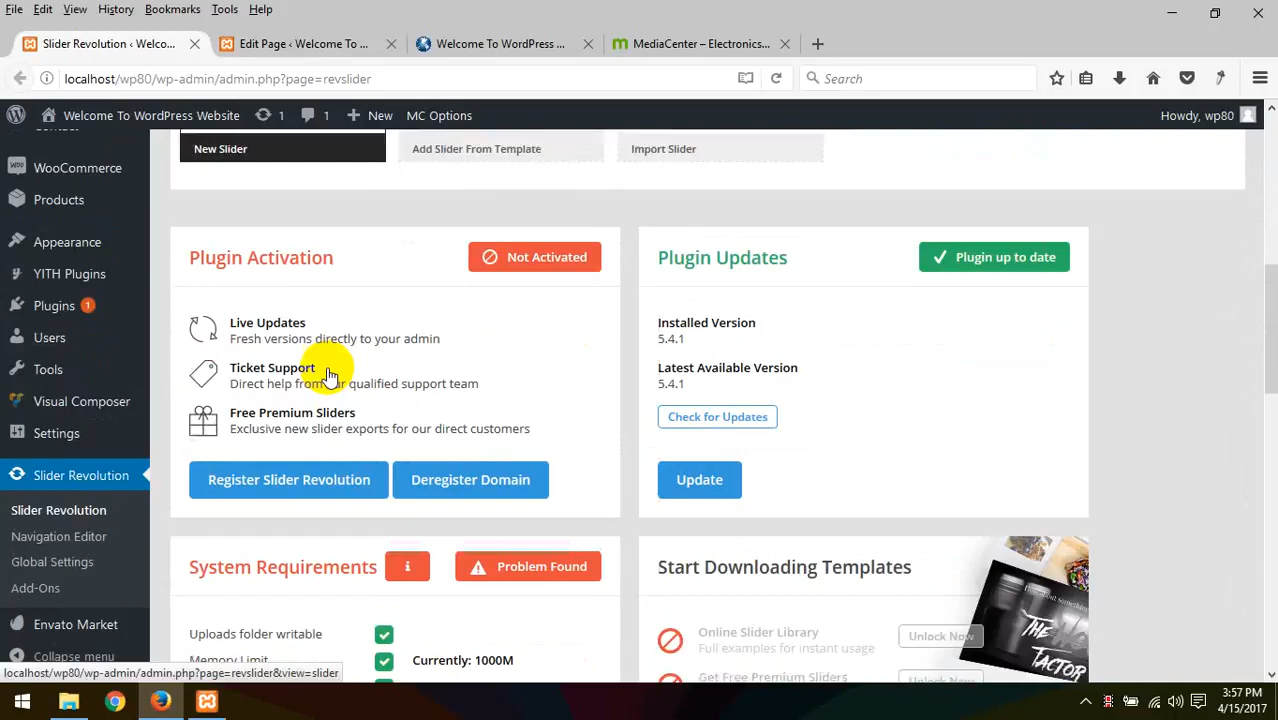 File Edit View History Bookmarks Tools Help
Slider Revolution ‹ Welco...
Edit Page ‹ Welcome To ...
Welcome To WordPress ...
MediaCenter – Electronics...
localhost/wp80/wp-admin/admin.php?page=revslider
Search
Welcome To WordPress Website 1 1 New MC Options
Howdy, wp80
Contact
WooCommerce
Products
Appearance
YITH Plugins
Plugins 1
Users
Tools
Visual Composer
Settings
Slider Revolution
Slider Revolution
Navigation Editor
Global Settings
Add-Ons
Envato Market
Collapse menu
New Slider
Add Slider From Template
Import Slider
Plugin Activation
Not Activated
Live Updates
Fresh versions directly to your admin
Ticket Support
Direct help from our qualified support team
Free Premium Sliders
Exclusive new slider exports for our direct customers
Register Slider Revolution
Deregister Domain
Plugin Updates
Plugin up to date
Installed Version
5.4.1
Latest Available Version
5.4.1
Check for Updates
Update
System Requirements
Problem Found
Uploads folder writable
Memory Limit
Currently: 1000M
Start Downloading Templates
Online Slider Library
Full examples for instant usage
Unlock Now
Get Free Premium Sliders
Unlock Now
THE
TACTOR
localhost/wp80/wp-admin/admin.php?page=revslider&view=slider
3:57 PM
4/15/2017